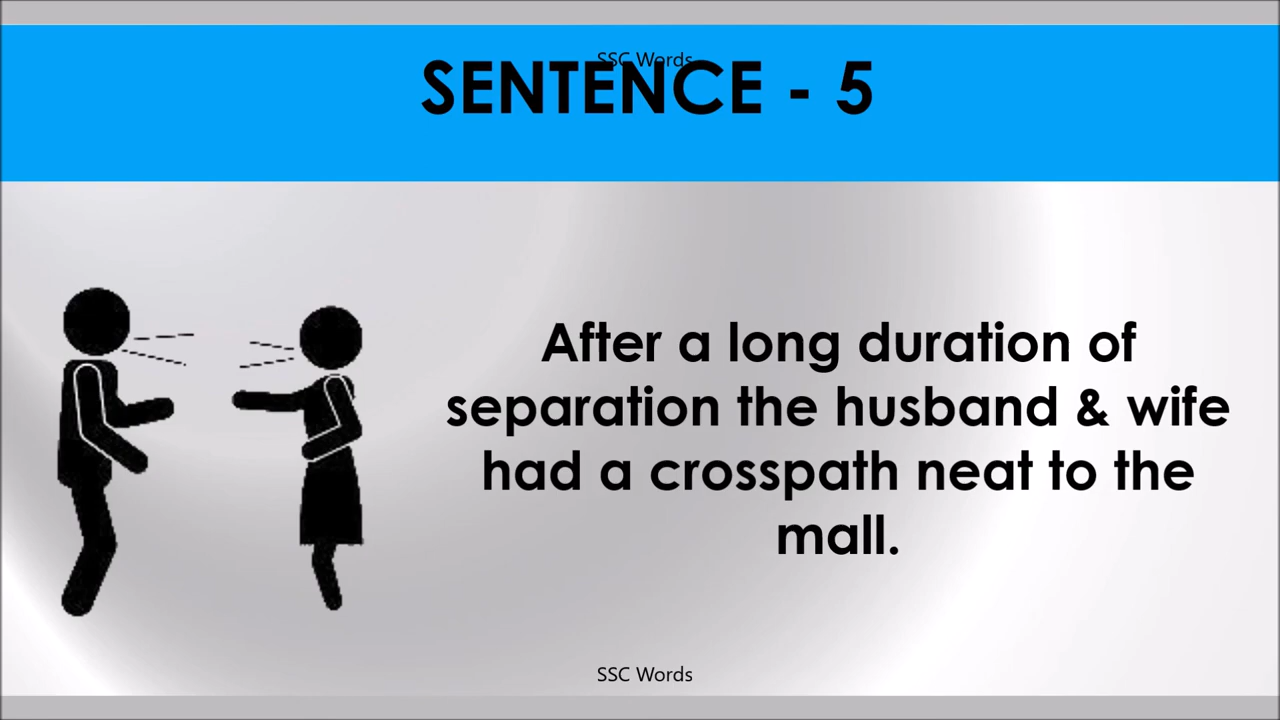 SSC Words
SENTENCE - 5
After a long duration of
separation the husband & wife
had a crosspath neat to the
mall.
SSC Words